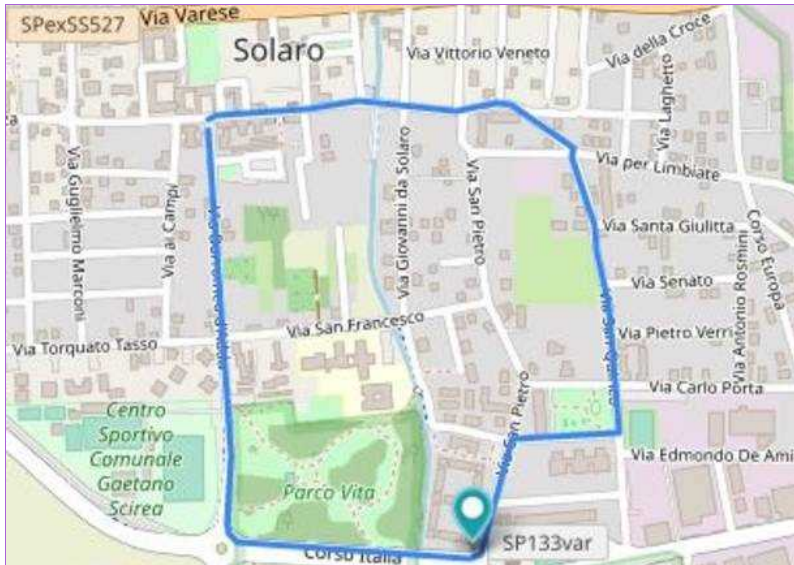 SPexSS527
Via Varese
Solaro
Via Vittorio Veneto
Via della Croce
Via Laghetto
Via Guglielmo Marconi
Via ai Campi
Via Giovanni da Solaro
Via San Pietro
Via per Limbiate
Via Santa Giulitta
Corso Europa
Via Senato
Via Antonio Rosmini
Via San Francesco
Via Pietro Verri
Via Torquato Tasso
Via Carlo Porta
Centro
Sportivo
Comunale
Gaetano
Scirea
Via San Pietro
Via Edmondo De Ami
Parco Vita
SP133var
Corso Italia